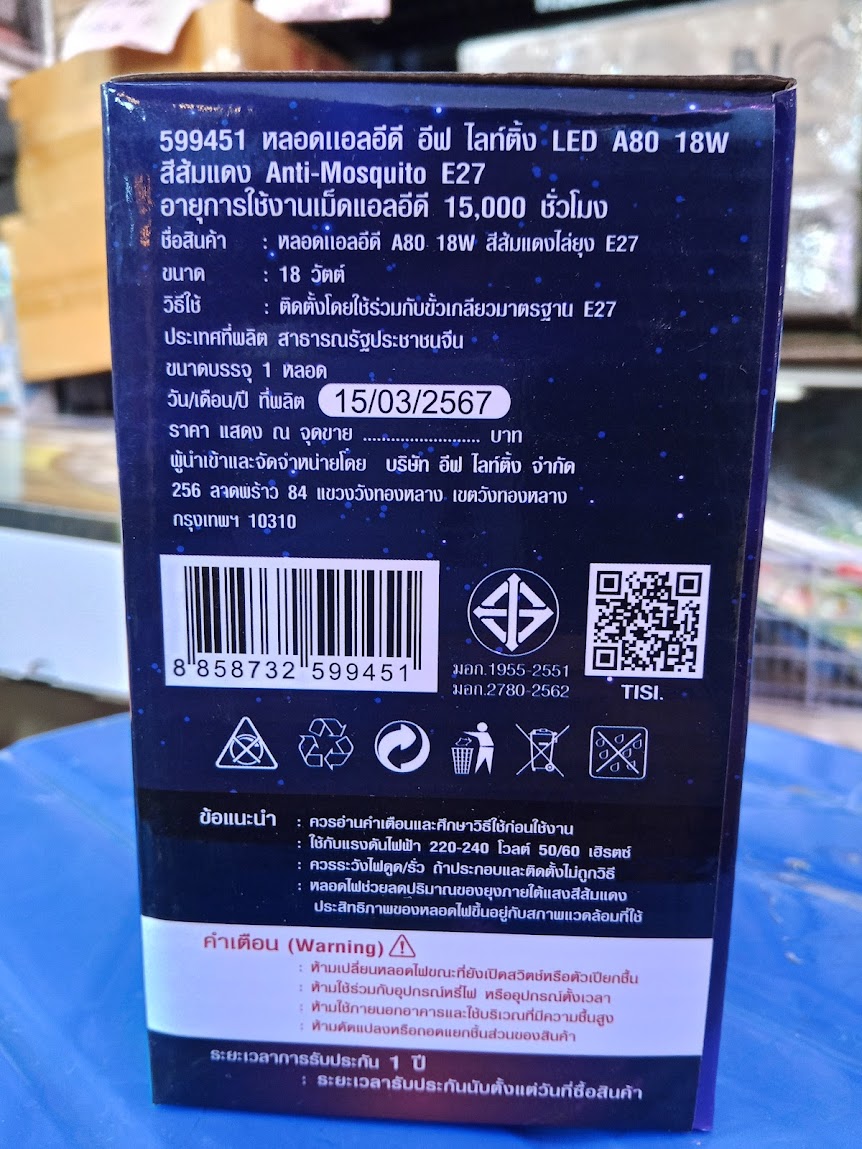 599451 หลอดแอลอีดี อีฟ ไลท์ติ้ง LED A80 18W
สีส้มแดง Anti-Mosquito E27
อายุการใช้งานเม็ดแอลอีดี 15,000 ชั่วโมง
ชื่อสินค้า : หลอดแอลอีดี A80 18W สีส้มแดงไล่ยุง E27
ขนาด : 18 วัตต์
วิธีใช้ : ติดตั้งโดยใช้ร่วมกับขั้วเกลียวมาตรฐาน E27
ประเทศที่ผลิต สาธารณรัฐประชาชนจีน
ขนาดบรรจุ 1 หลอด
วัน/เดือน/ปี ที่ผลิต 15/03/2567
ราคา แสดง ณ จุดขาย ......................... บาท
ผู้นำเข้าและจัดจำหน่ายโดย บริษัท อีฟ ไลท์ติ้ง จำกัด
256 ลาดพร้าว 84 แขวงวังทองหลาง เขตวังทองหลาง
กรุงเทพฯ 10310
8 858732 599451
มอก.1955-2551
มอก.2780-2562
TISI.
ข้อแนะนำ : ควรอ่านคำเตือนและศึกษาวิธีใช้ก่อนใช้งาน
: ใช้กับแรงดันไฟฟ้า 220-240 โวลต์ 50/60 เฮิรตซ์
: ควรระวังไฟดูด/รั่ว ถ้าประกอบและติดตั้งไม่ถูกวิธี
: หลอดไฟช่วยลดปริมาณของยุงภายใต้แสงสีส้มแดง
ประสิทธิภาพของหลอดไฟขึ้นอยู่กับสภาพแวดล้อมที่ใช้
คำเตือน (Warning)
: ห้ามเปลี่ยนหลอดไฟขณะที่ยังเปิดสวิตช์หรือตัวเปียกชื้น
: ห้ามใช้ร่วมกับอุปกรณ์หรี่ไฟ หรืออุปกรณ์ตั้งเวลา
: ห้ามใช้ภายนอกอาคารและใช้บริเวณที่มีความชื้นสูง
: ห้ามดัดแปลงหรือถอดแยกชิ้นส่วนของสินค้า
ระยะเวลาการรับประกัน 1 ปี
: ระยะเวลารับประกันนับตั้งแต่วันที่ซื้อสินค้า